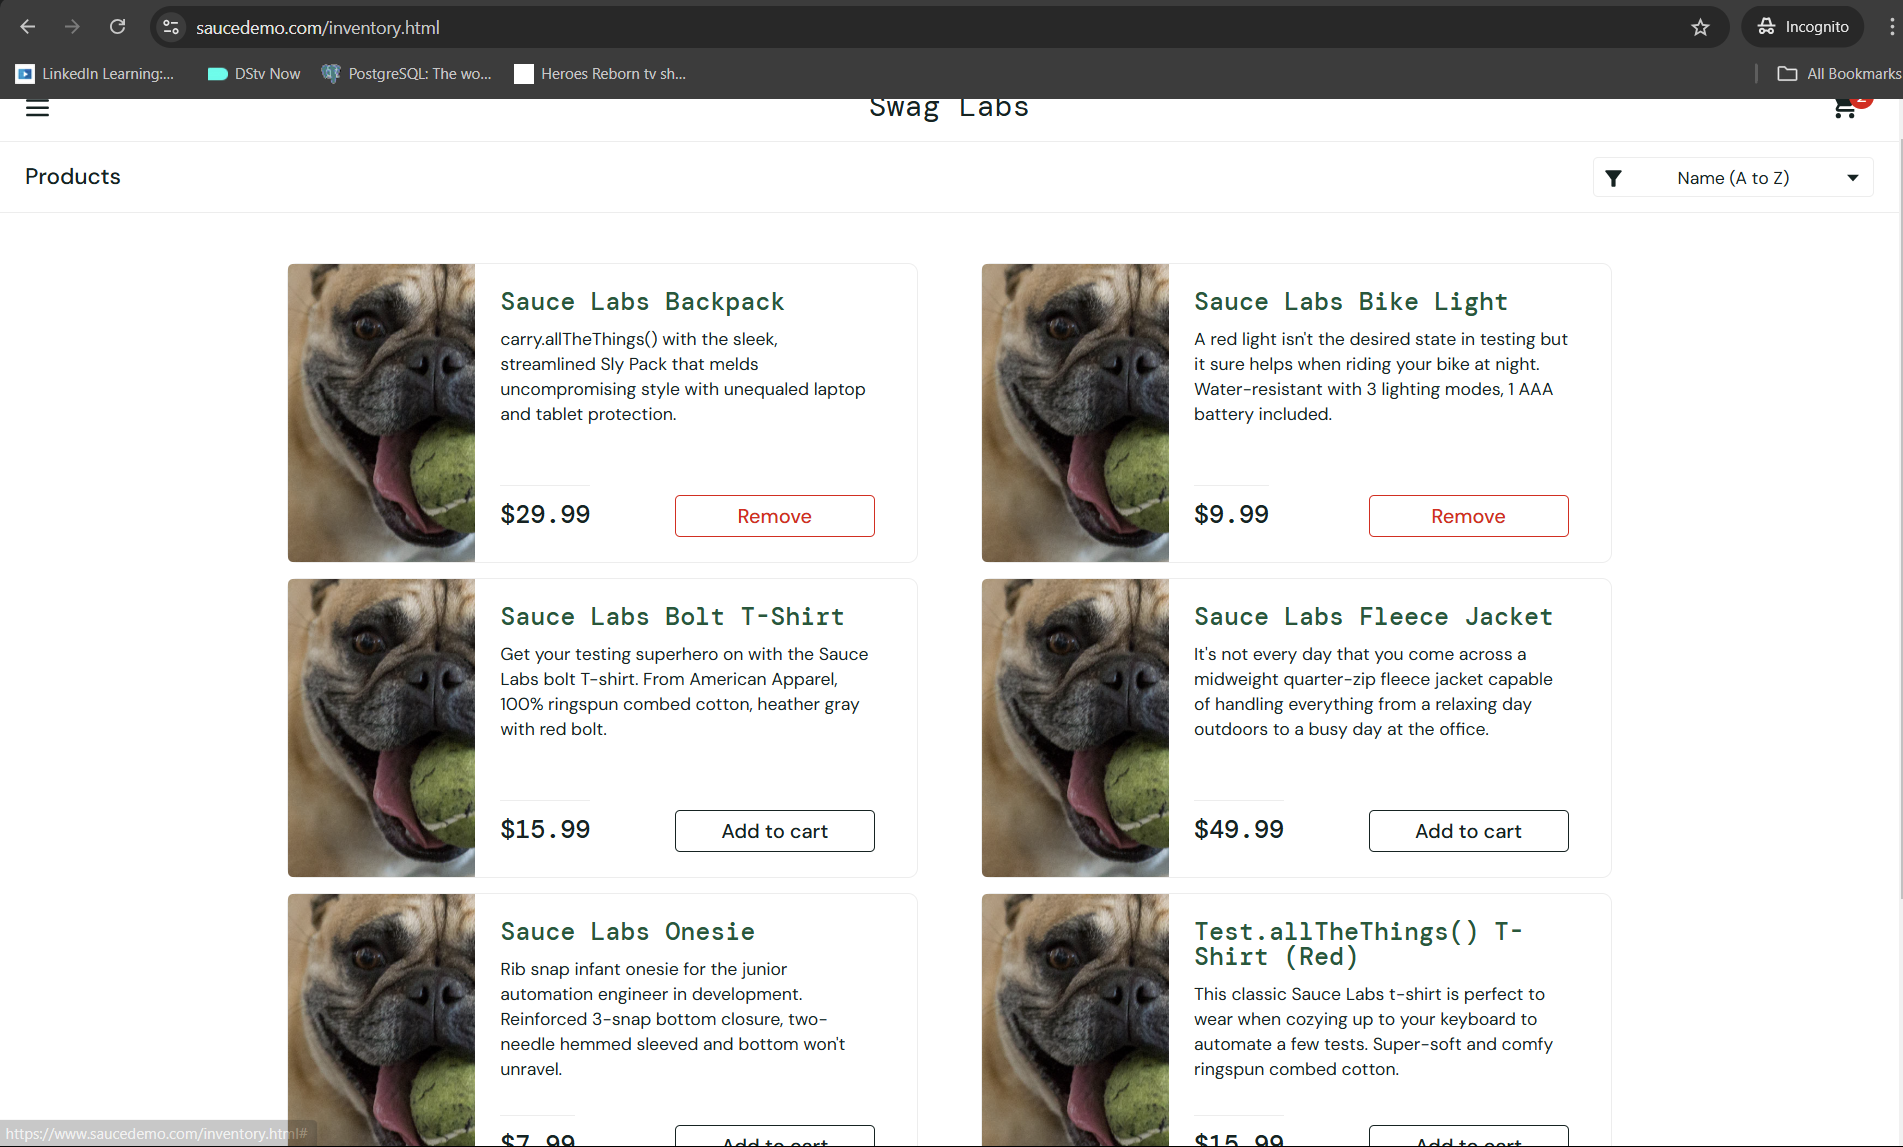 saucedemo.com/inventory.html
Incognito
LinkedIn Learning:...
DStv Now
PostgreSQL: The wo...
Heroes Reborn tv sh...
All Bookmarks
Swag Labs
2
Products
Name (A to Z)
Sauce Labs Backpack
carry.allTheThings() with the sleek,
streamlined Sly Pack that melds
uncompromising style with unequaled laptop
and tablet protection.
$29.99
Remove
Sauce Labs Bike Light
A red light isn't the desired state in testing but
it sure helps when riding your bike at night.
Water-resistant with 3 lighting modes, 1 AAA
battery included.
$9.99
Remove
Sauce Labs Bolt T-Shirt
Get your testing superhero on with the Sauce
Labs bolt T-shirt. From American Apparel,
100% ringspun combed cotton, heather gray
with red bolt.
$15.99
Add to cart
Sauce Labs Fleece Jacket
It's not every day that you come across a
midweight quarter-zip fleece jacket capable
of handling everything from a relaxing day
outdoors to a busy day at the office.
$49.99
Add to cart
Sauce Labs Onesie
Rib snap infant onesie for the junior
automation engineer in development.
Reinforced 3-snap bottom closure, two-
needle hemmed sleeved and bottom won't
unravel.
$7.99
Add to cart
Test.allTheThings() T-
Shirt (Red)
This classic Sauce Labs t-shirt is perfect to
wear when cozying up to your keyboard to
automate a few tests. Super-soft and comfy
ringspun combed cotton.
$15.99
Add to cart
https://www.saucedemo.com/inventory.html#